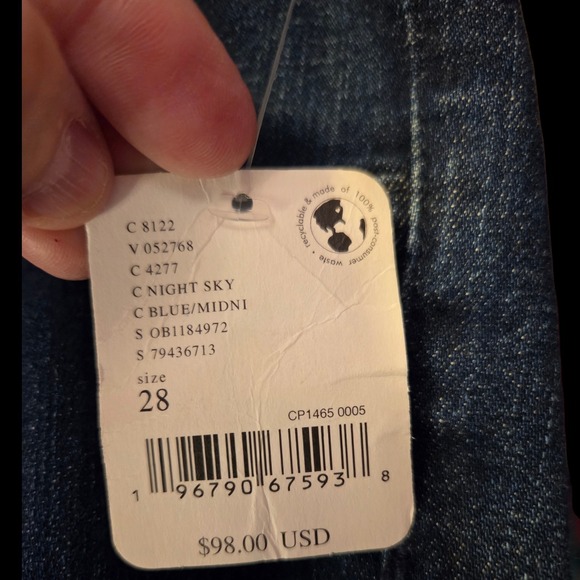 C 8122
V 052768
C 4277
C NIGHT SKY
C BLUE/MIDNI
S OB1184972
S 79436713
size
28
recyclable & made of 100% post-consumer waste •
CP1465 0005
1 96790 67593 8
$98.00 USD